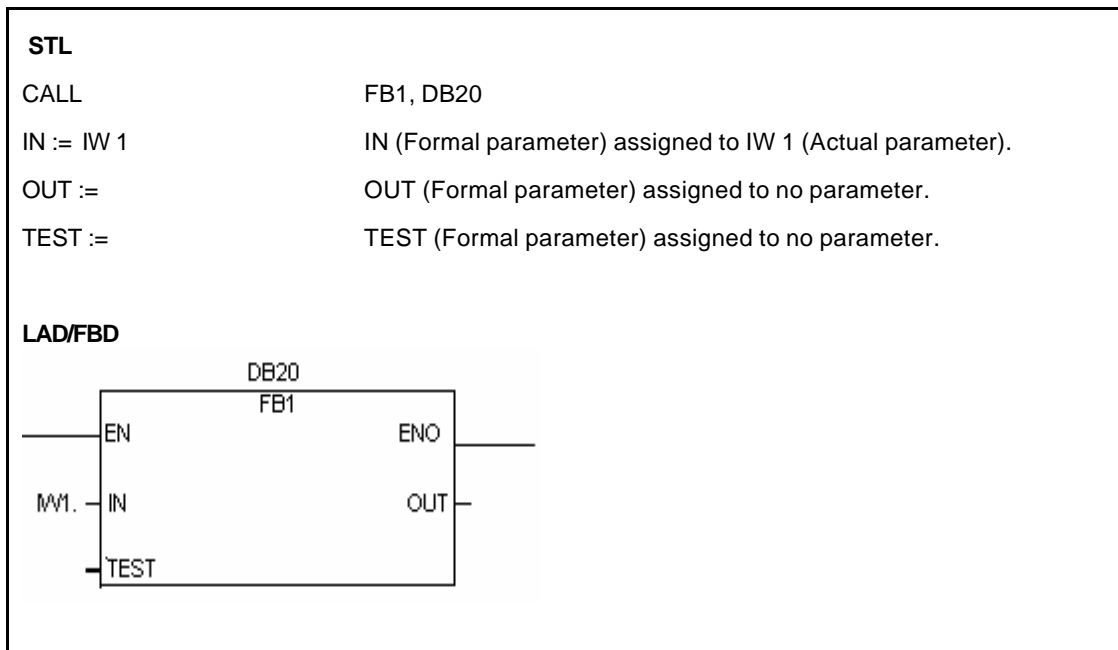 STL
CALL FB1, DB20
IN := IW 1 IN (Formal parameter) assigned to IW 1 (Actual parameter).
OUT := OUT (Formal parameter) assigned to no parameter.
TEST := TEST (Formal parameter) assigned to no parameter.
LAD/FBD
DB20
FB1
EN ENO
IW1. IN OUT
TEST